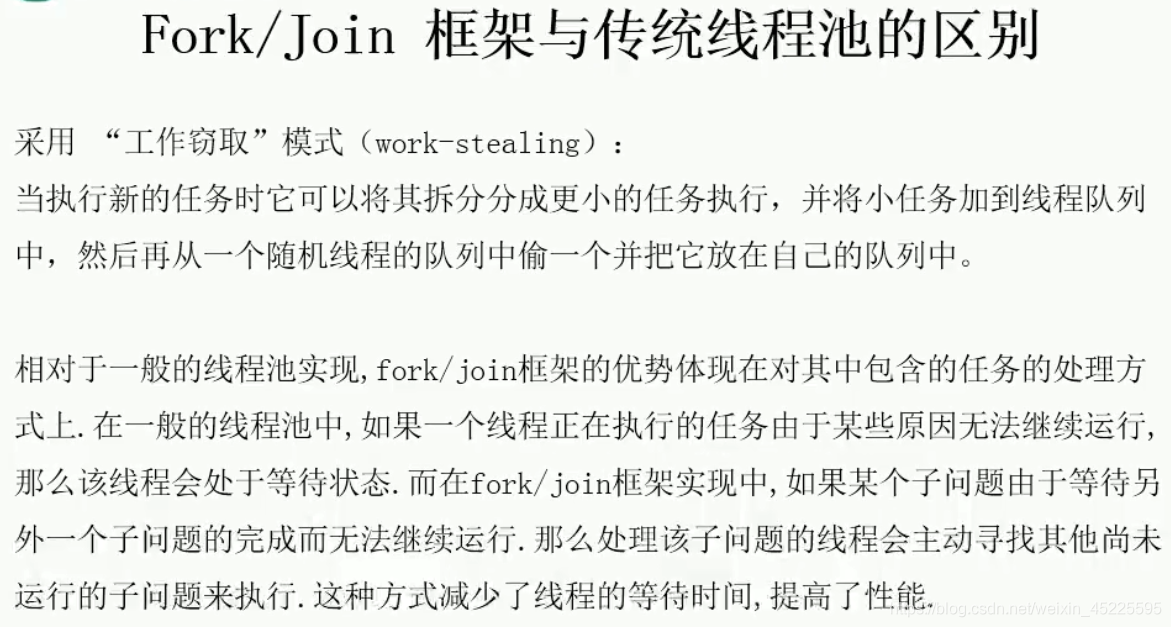 Fork/Join 框架与传统线程池的区别
采用 “工作窃取”模式（work-stealing）：
当执行新的任务时它可以将其拆分分成更小的任务执行，并将小任务加到线程队列
中，然后再从一个随机线程的队列中偷一个并把它放在自己的队列中。
相对于一般的线程池实现,fork/join框架的优势体现在对其中包含的任务的处理方
式上.在一般的线程池中,如果一个线程正在执行的任务由于某些原因无法继续运行,
那么该线程会处于等待状态.而在fork/join框架实现中,如果某个子问题由于等待另
外一个子问题的完成而无法继续运行.那么处理该子问题的线程会主动寻找其他尚未
运行的子问题来执行.这种方式减少了线程的等待时间,提高了性能.
https://blog.csdn.net/weixin_45225595